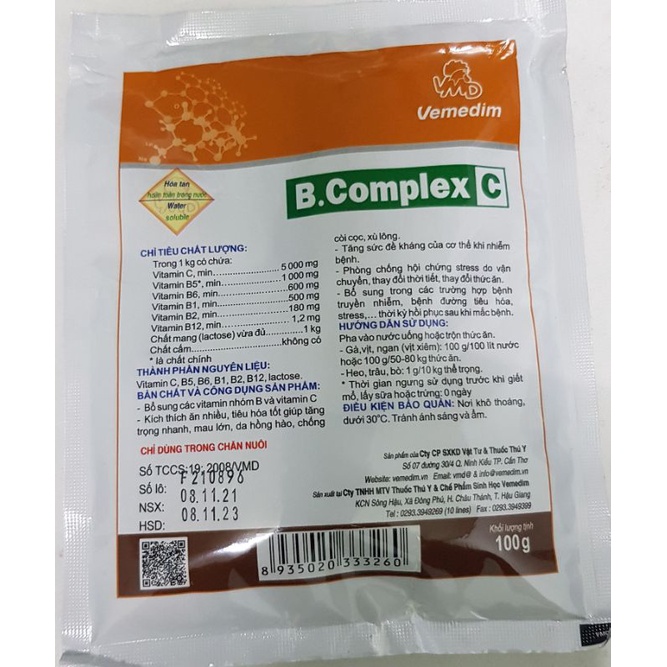 VMD
Vemedim
Hòa tan
hoàn toàn trong nước
Water
soluble
B.Complex C
CHỈ TIÊU CHẤT LƯỢNG:
Trong 1 kg có chứa:
Vitamin C, min 5 000 mg
Vitamin B5*, min 1 000 mg
Vitamin B6, min 600 mg
Vitamin B1, min 500 mg
Vitamin B2, min 180 mg
Vitamin B12, min 1,2 mg
Chất mang (lactose) vừa đủ 1 kg
Chất cấm không có
* là chất chính
THÀNH PHẦN NGUYÊN LIỆU:
Vitamin C, B5, B6, B1, B2, B12, lactose.
BẢN CHẤT VÀ CÔNG DỤNG SẢN PHẨM:
- Bổ sung các vitamin nhóm B và vitamin C
- Kích thích ăn nhiều, tiêu hóa tốt giúp tăng
trọng nhanh, mau lớn, da hồng hào, chống
còi cọc, xù lông.
- Tăng sức đề kháng của cơ thể khi nhiễm
bệnh.
- Phòng chống hội chứng stress do vận
chuyển, thay đổi thời tiết, thay đổi thức ăn.
- Bổ sung trong các trường hợp bệnh
truyền nhiễm, bệnh đường tiêu hóa,
stress,... thời kỳ hồi phục sau khi mắc bệnh.
HƯỚNG DẪN SỬ DỤNG:
Pha vào nước uống hoặc trộn thức ăn.
- Gà, vịt, ngan (vịt xiêm): 100 g/100 lít nước
hoặc 100 g/50-80 kg thức ăn.
- Heo, trâu, bò: 1 g/10 kg thể trọng.
* Thời gian ngưng sử dụng trước khi giết
mổ, lấy sữa hoặc trứng: 0 ngày
ĐIỀU KIỆN BẢO QUẢN: Nơi khô thoáng,
dưới 30°C. Tránh ánh sáng và ẩm.
CHỈ DÙNG TRONG CHĂN NUÔI
Số TCCS:19: 2008/VMD
Số lô: F210896
NSX: 08.11.21
HSD: 08.11.23
Sản phẩm của Cty CP SXKD Vật Tư & Thuốc Thú Y
Số 07 đường 30/4 Q. Ninh Kiều TP. Cần Thơ
Website: vemedim.vn Email: vmd@ & info@vemedim.vn
Sản xuất tại Cty TNHH MTV Thuốc Thú Y & Chế Phẩm Sinh Học Vemedim
KCN Sông Hậu, Xã Đông Phú, H. Châu Thành, T. Hậu Giang
Tel : 0293.3949269 (10 lines) Fax : 0293.3949399
Khối lượng tịnh
100g
8 935020 333260